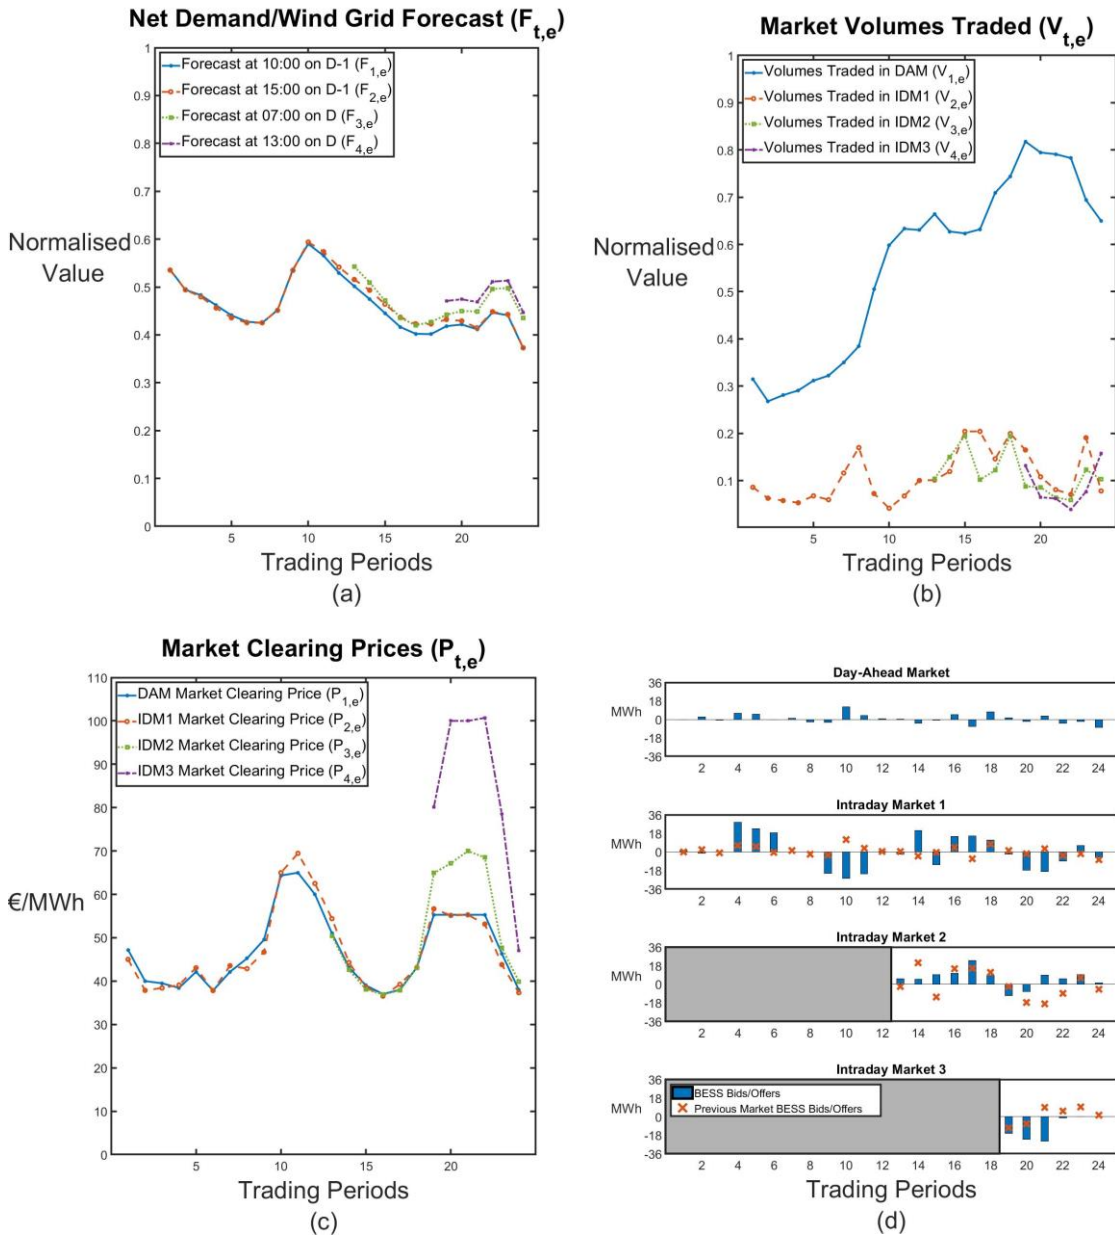 Net Demand/Wind Grid Forecast (F_t,e)
1
0.9
0.8
0.7
0.6
0.5
0.4
0.3
0.2
0.1
0
Normalised
Value
Forecast at 10:00 on D-1 (F_1,e)
Forecast at 15:00 on D-1 (F_2,e)
Forecast at 07:00 on D (F_3,e)
Forecast at 13:00 on D (F_4,e)
5 10 15 20
Trading Periods
(a)
Market Volumes Traded (V_t,e)
1
0.9
0.8
0.7
0.6
0.5
0.4
0.3
0.2
0.1
Normalised
Value
Volumes Traded in DAM (V_1,e)
Volumes Traded in IDM1 (V_2,e)
Volumes Traded in IDM2 (V_3,e)
Volumes Traded in IDM3 (V_4,e)
5 10 15 20
Trading Periods
(b)
Market Clearing Prices (P_t,e)
110
100
90
80
70
60
50
40
30
20
10
0
€/MWh
DAM Market Clearing Price (P_1,e)
IDM1 Market Clearing Price (P_2,e)
IDM2 Market Clearing Price (P_3,e)
IDM3 Market Clearing Price (P_4,e)
5 10 15 20
Trading Periods
(c)
Day-Ahead Market
36
18
0
-18
-36
MWh
2 4 6 8 10 12 14 16 18 20 22 24
Intraday Market 1
36
18
0
-18
-36
MWh
2 4 6 8 10 12 14 16 18 20 22 24
Intraday Market 2
36
18
0
-18
-36
MWh
2 4 6 8 10 12 14 16 18 20 22 24
Intraday Market 3
36
18
0
-18
-36
MWh
BESS Bids/Offers
Previous Market BESS Bids/Offers
2 4 6 8 10 12 14 16 18 20 22 24
Trading Periods
(d)